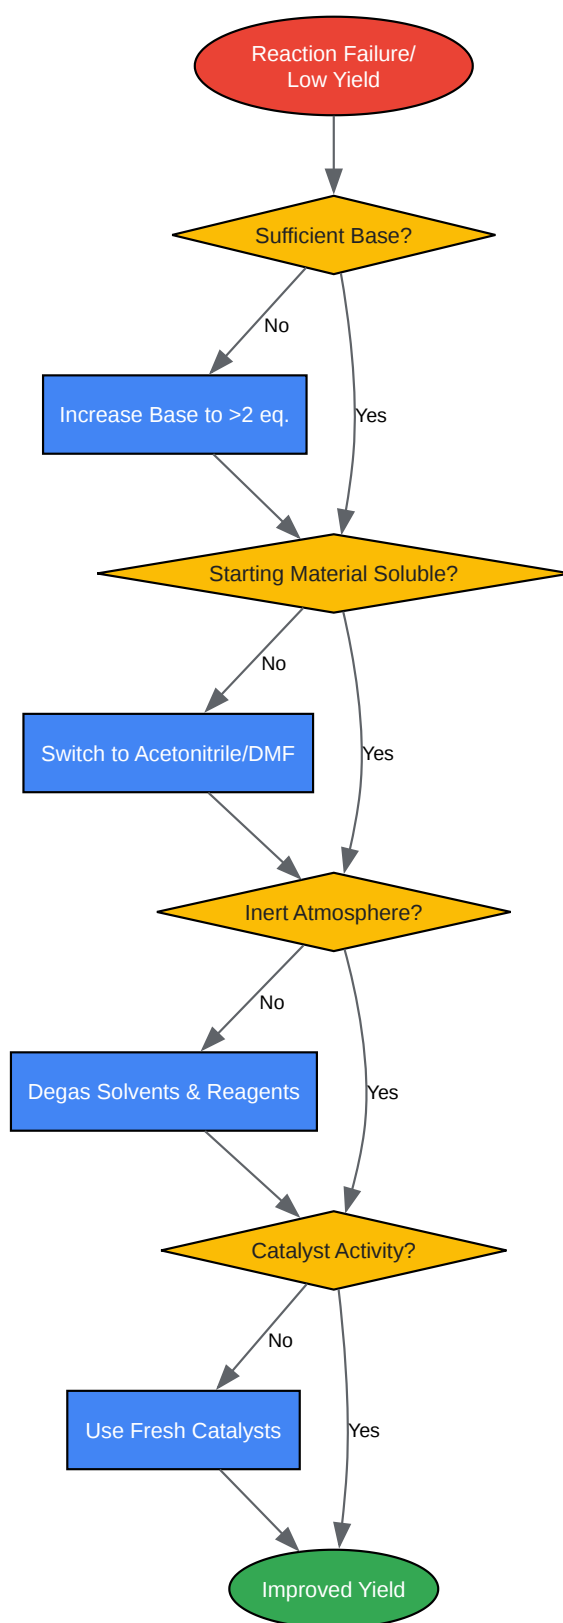 Reaction Failure/
Low Yield
Sufficient Base?
No
Yes
Increase Base to >2 eq.
Starting Material Soluble?
No
Yes
Switch to Acetonitrile/DMF
Inert Atmosphere?
No
Yes
Degas Solvents & Reagents
Catalyst Activity?
No
Yes
Use Fresh Catalysts
Improved Yield